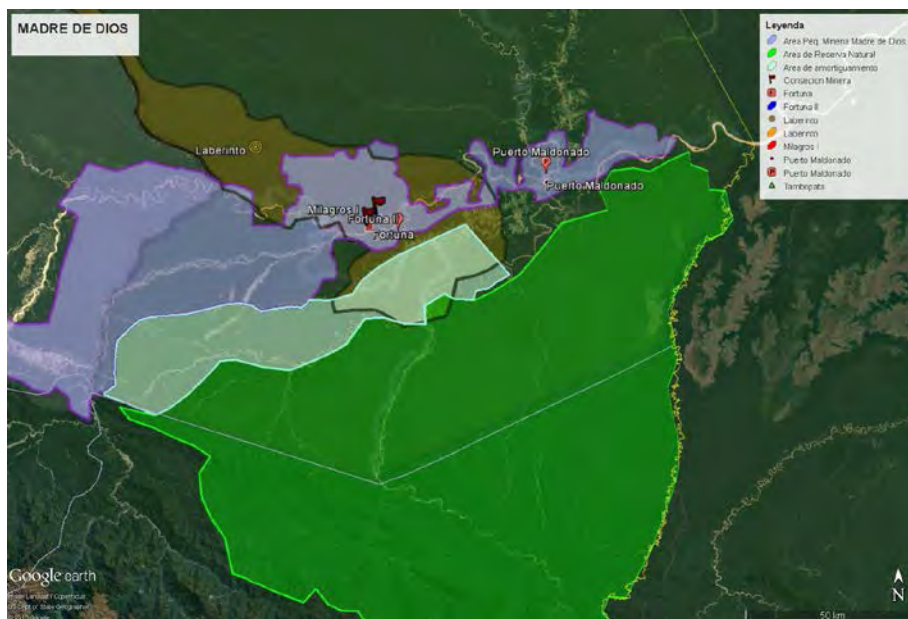 MADRE DE DIOS
Leyenda
Area Peq. Minera Madre de Dios
Area de Reserva Natural
Area de amortiguamiento
Consecion Minera
Fortuna
Fortuna II
Laberinto
Laberinto
Milagros I
Puerto Maldonado
Puerto Maldonado
Tambopata
Laberinto
Puerto Maldonado
Puerto Maldonado
Milagros I
Fortuna II
Fortuna
Google earth
N
50 km